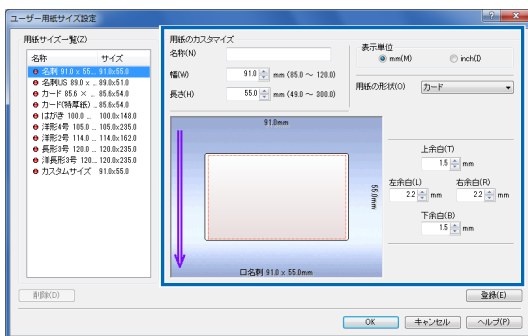 ユーザー用紙サイズ設定
用紙サイズ一覧(Z)
名称 サイズ
名刺 91.0 x 55... 91.0x55.0
名刺US 89.0 x ... 89.0x51.0
カード 85.6 × ... 85.6x54.0
カード(特厚紙) ... 85.6x54.0
はがき 100.0 ... 100.0x148.0
洋形4号 105.0 ... 105.0x235.0
洋形2号 114.0 ... 114.0x162.0
長形3号 120.0 ... 120.0x235.0
洋長形3号 120... 120.0x235.0
カスタムサイズ 91.0x55.0
削除(D)
用紙のカスタマイズ
名称(N)
幅(W) 91.0 mm (85.0 ～ 120.0)
長さ(H) 55.0 mm (49.0 ～ 300.0)
表示単位
mm(M) inch(I)
用紙の形状(O) カード
91.0mm
55.0mm
口名刺 91.0 x 55.0mm
上余白(T)
1.5 mm
左余白(L) 右余白(R)
2.2 mm 2.2 mm
下余白(B)
1.5 mm
登録(E)
OK キャンセル ヘルプ(P)